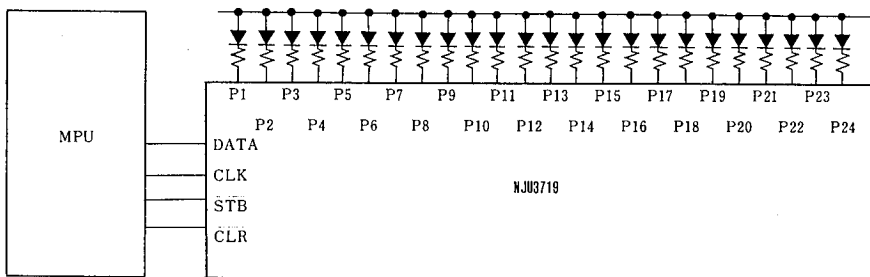 P1 P3 P5 P7 P9 P11 P13 P15 P17 P19 P21 P23
P2 P4 P6 P8 P10 P12 P14 P16 P18 P20 P22 P24
MPU
DATA
CLK
NJU3719
STB
CLR